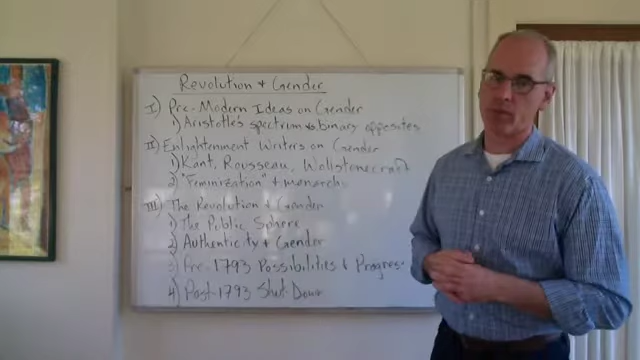 Revolution + Gender
I) Pre-Modern Ideas on Gender
1) Aristotle's spectrum vs binary opposites
II) Enlightenment Writers on Gender
1) Kant, Rousseau, Wollstonecraft
2) "Feminization" + monarchy
III) The Revolution + Gender
1) The Public Sphere
2) Authenticity + Gender
3) Pre-1793 Possibilities + Progress
4) Post-1793 Shut Down